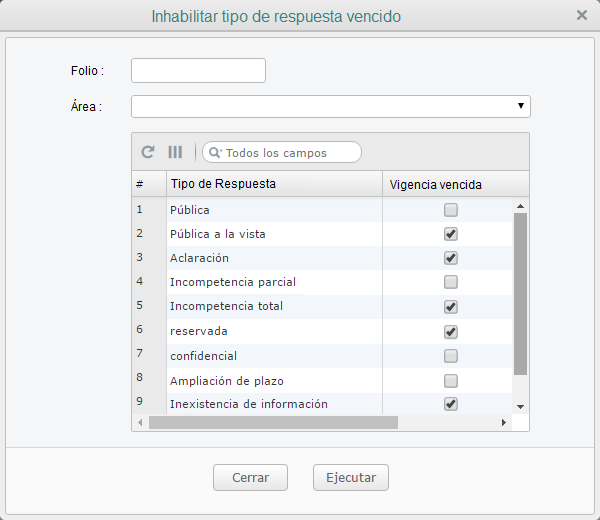 Inhabilitar tipo de respuesta vencido
Folio :
Área :
Todos los campos
# Tipo de Respuesta Vigencia vencida
1 Pública
2 Pública a la vista
3 Aclaración
4 Incompetencia parcial
5 Incompetencia total
6 reservada
7 confidencial
8 Ampliación de plazo
9 Inexistencia de información
Cerrar Ejecutar